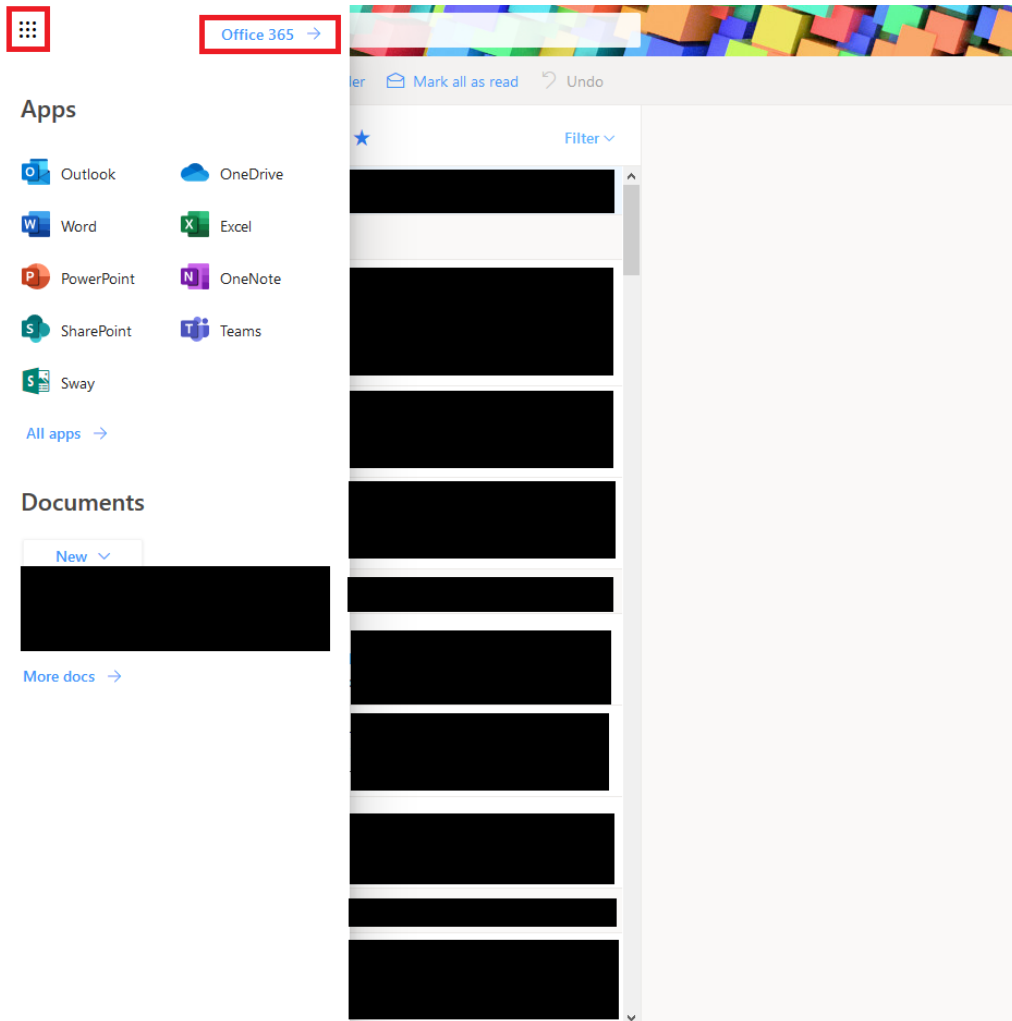 Office 365 →
ler Mark all as read Undo
Apps
Filter
Outlook OneDrive
Word Excel
PowerPoint OneNote
SharePoint Teams
Sway
All apps →
Documents
New
More docs →